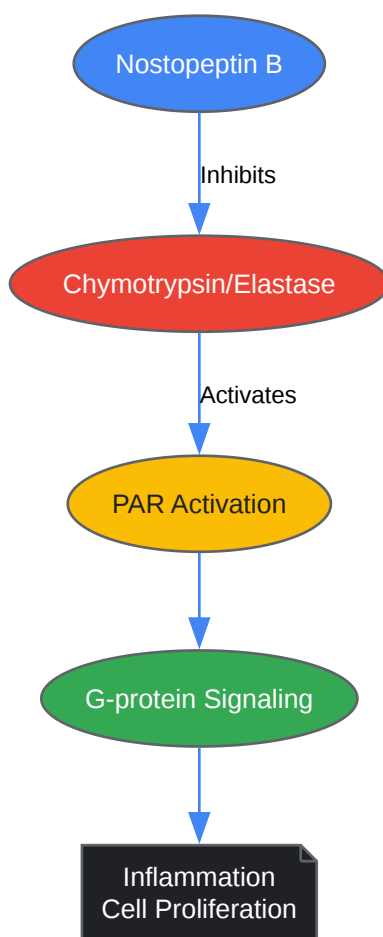 Nostopeptin B
Inhibits
Chymotrypsin/Elastase
Activates
PAR Activation
G-protein Signaling
Inflammation
Cell Proliferation